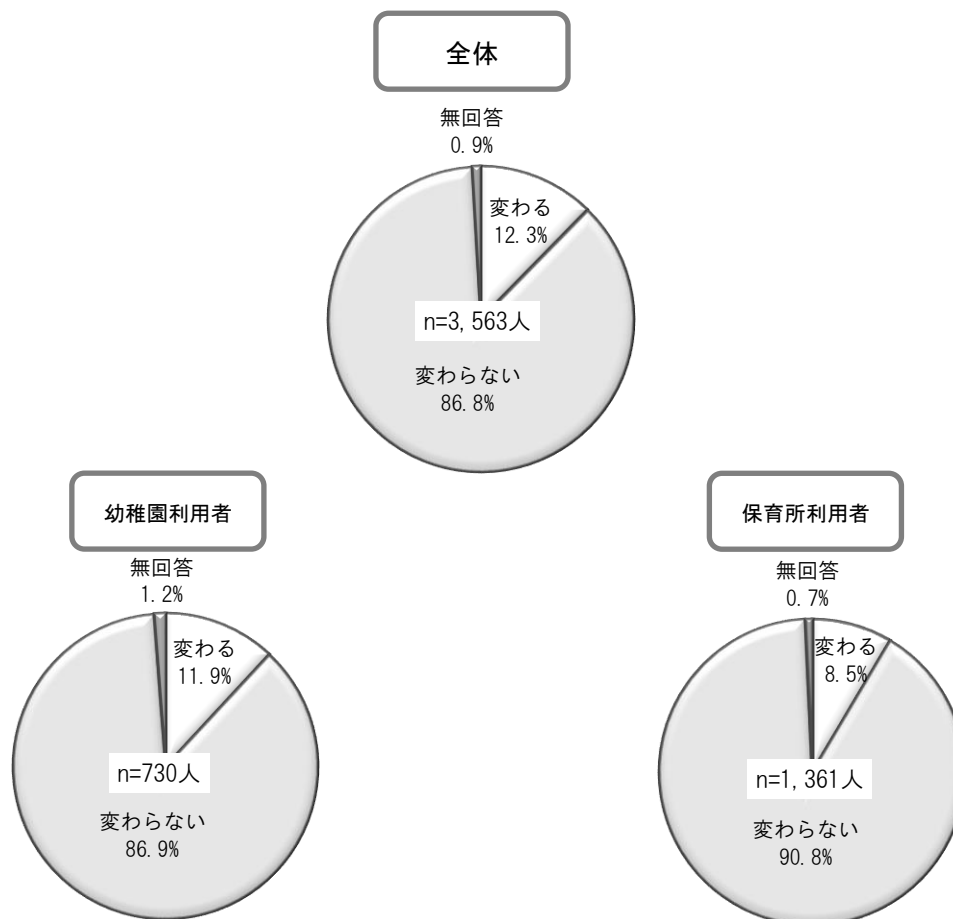 全体
無回答
0.9%
変わる
12.3%
n=3,563人
変わらない
86.8%
幼稚園利用者
無回答
1.2%
変わる
11.9%
n=730人
変わらない
86.9%
保育所利用者
無回答
0.7%
変わる
8.5%
n=1,361人
変わらない
90.8%